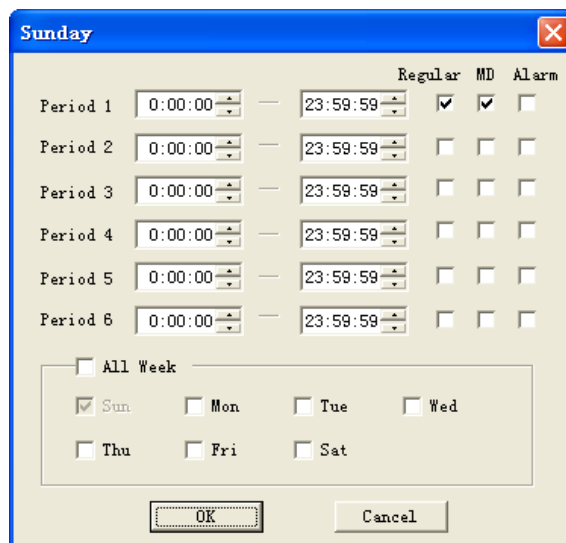 Sunday
Regular MD Alarm
Period 1 0:00:00 — 23:59:59
Period 2 0:00:00 — 23:59:59
Period 3 0:00:00 — 23:59:59
Period 4 0:00:00 — 23:59:59
Period 5 0:00:00 — 23:59:59
Period 6 0:00:00 — 23:59:59
All Week
Sun Mon Tue Wed
Thu Fri Sat
OK Cancel